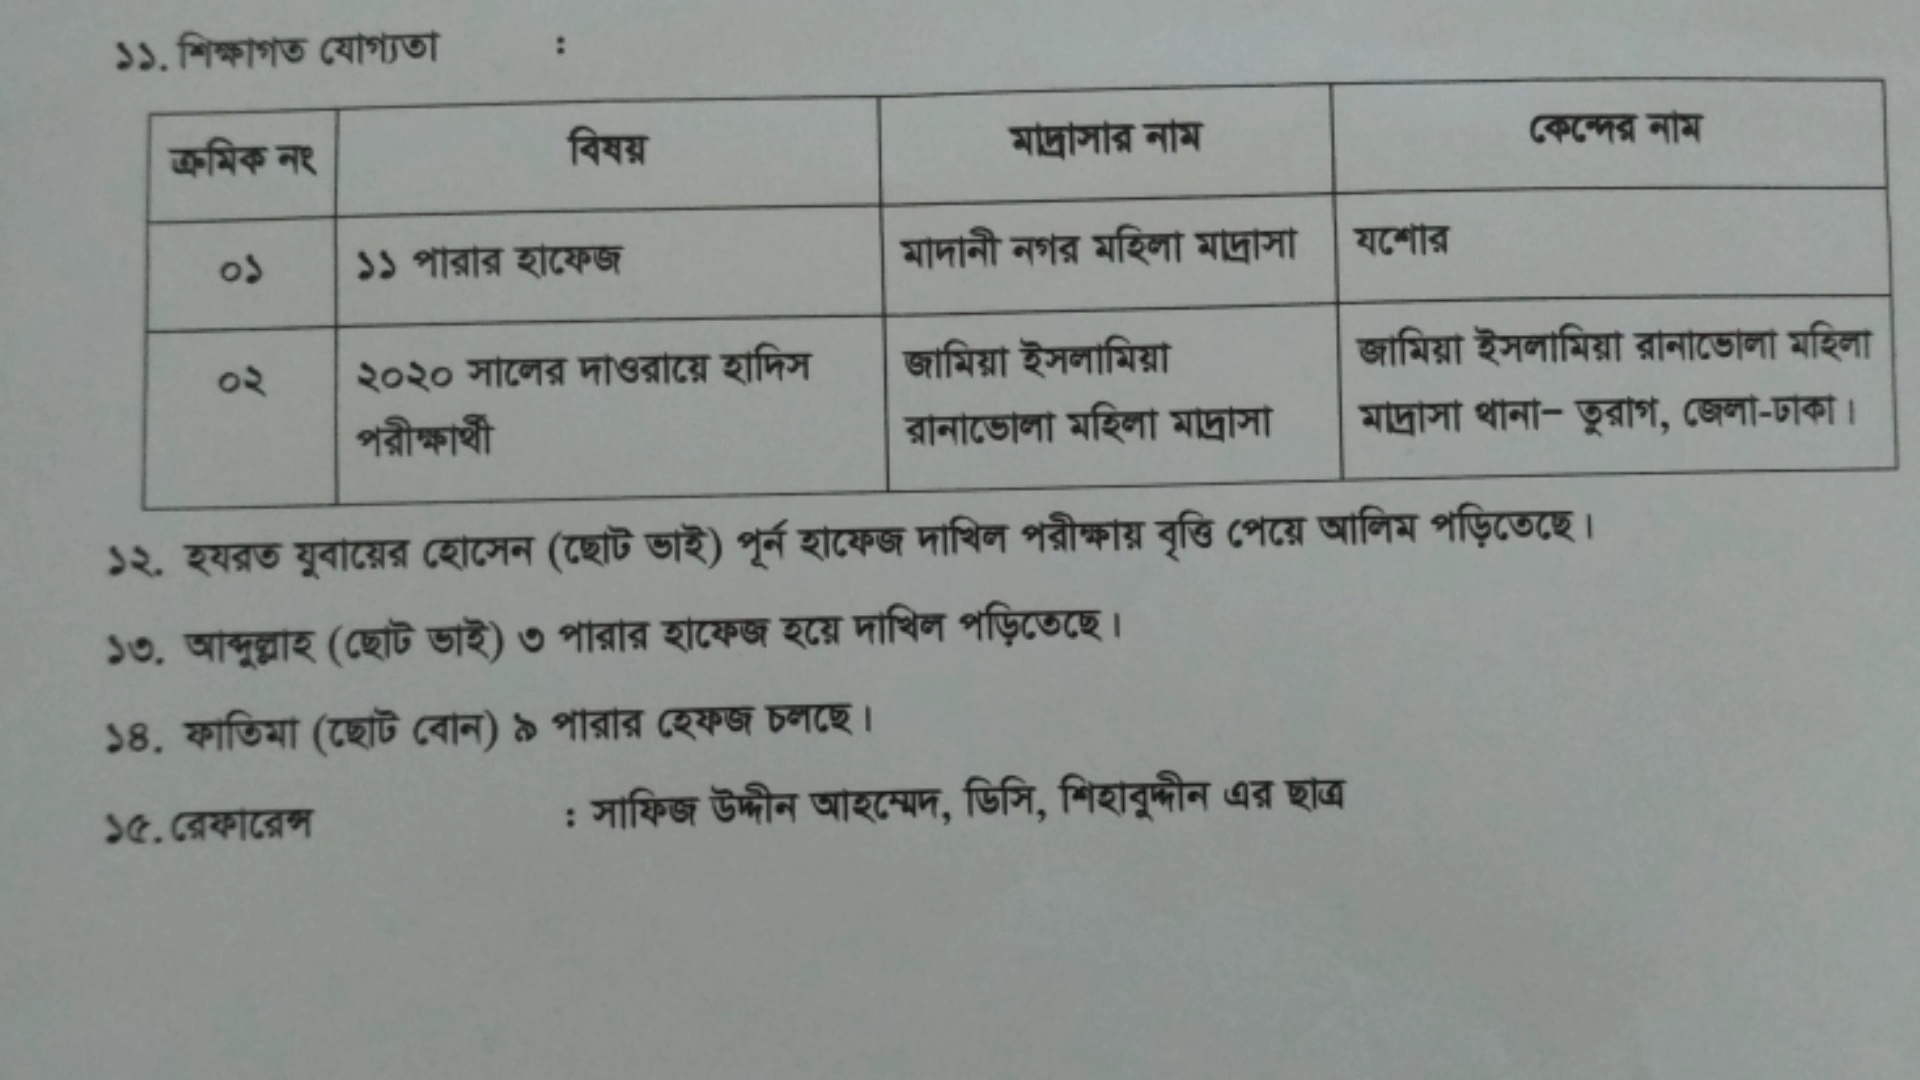 ১১. শিক্ষাগত যোগ্যতা :
ক্রমিক নং বিষয় মাদ্রাসার নাম কেন্দের নাম
০১ ১১ পারার হাফেজ মাদানী নগর মহিলা মাদ্রাসা যশোর
০২ ২০২০ সালের দাওরায়ে হাদিস জামিয়া ইসলামিয়া জামিয়া ইসলামিয়া রানাভোলা মহিলা
পরীক্ষার্থী রানাভোলা মহিলা মাদ্রাসা মাদ্রাসা থানা– তুরাগ, জেলা-ঢাকা।
১২. হযরত যুবায়ের হোসেন (ছোট ভাই) পূর্ন হাফেজ দাখিল পরীক্ষায় বৃত্তি পেয়ে আলিম পড়িতেছে।
১৩. আব্দুল্লাহ (ছোট ভাই) ৩ পারার হাফেজ হয়ে দাখিল পড়িতেছে।
১৪. ফাতিমা (ছোট বোন) ৯ পারার হেফজ চলছে।
১৫. রেফারেন্স : সাফিজ উদ্দীন আহম্মেদ, ডিসি, শিহাবুদ্দীন এর ছাত্র